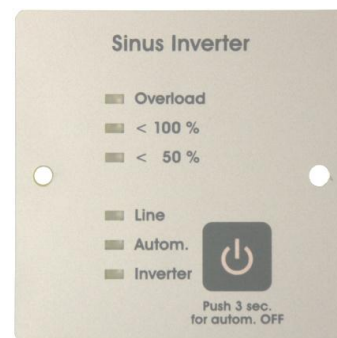 Sinus Inverter
Overload
< 100 %
< 50 %
Line
Autom.
Inverter
Push 3 sec.
for autom. OFF